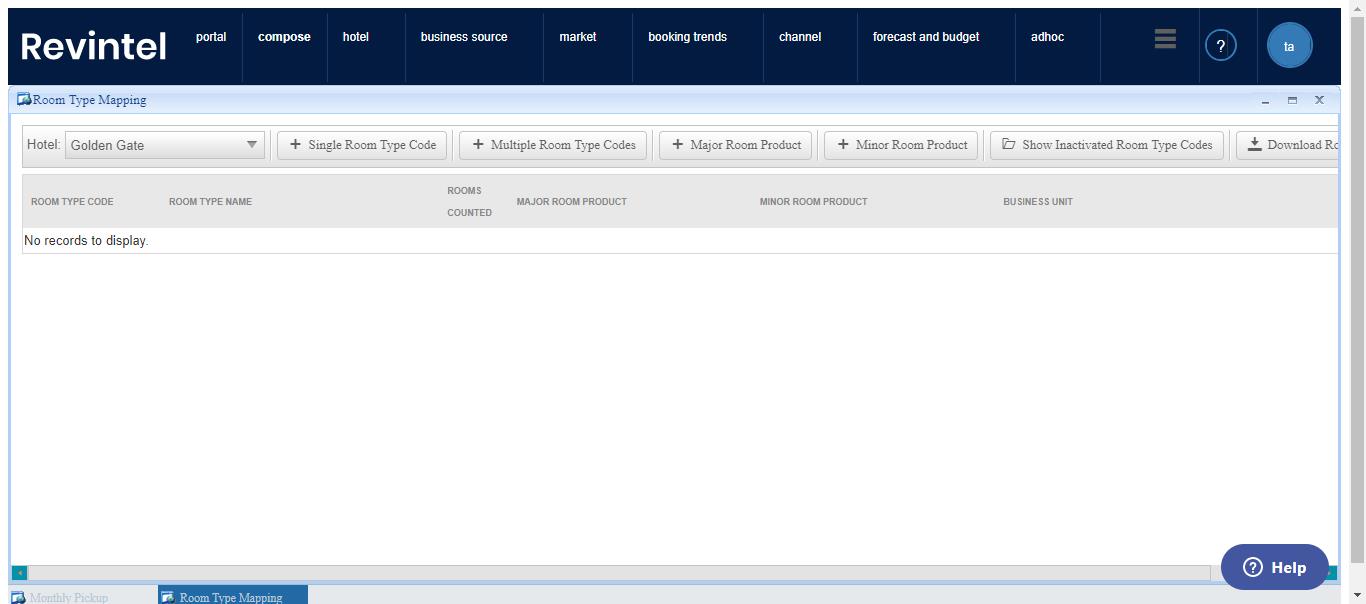 Revintel portal compose hotel business source market booking trends channel forecast and budget adhoc ? ta
Room Type Mapping
Hotel: Golden Gate + Single Room Type Code + Multiple Room Type Codes + Major Room Product + Minor Room Product Show Inactivated Room Type Codes Download Ro
ROOM TYPE CODE ROOM TYPE NAME ROOMS COUNTED MAJOR ROOM PRODUCT MINOR ROOM PRODUCT BUSINESS UNIT
No records to display.
? Help
Monthly Pickup Room Type Mapping